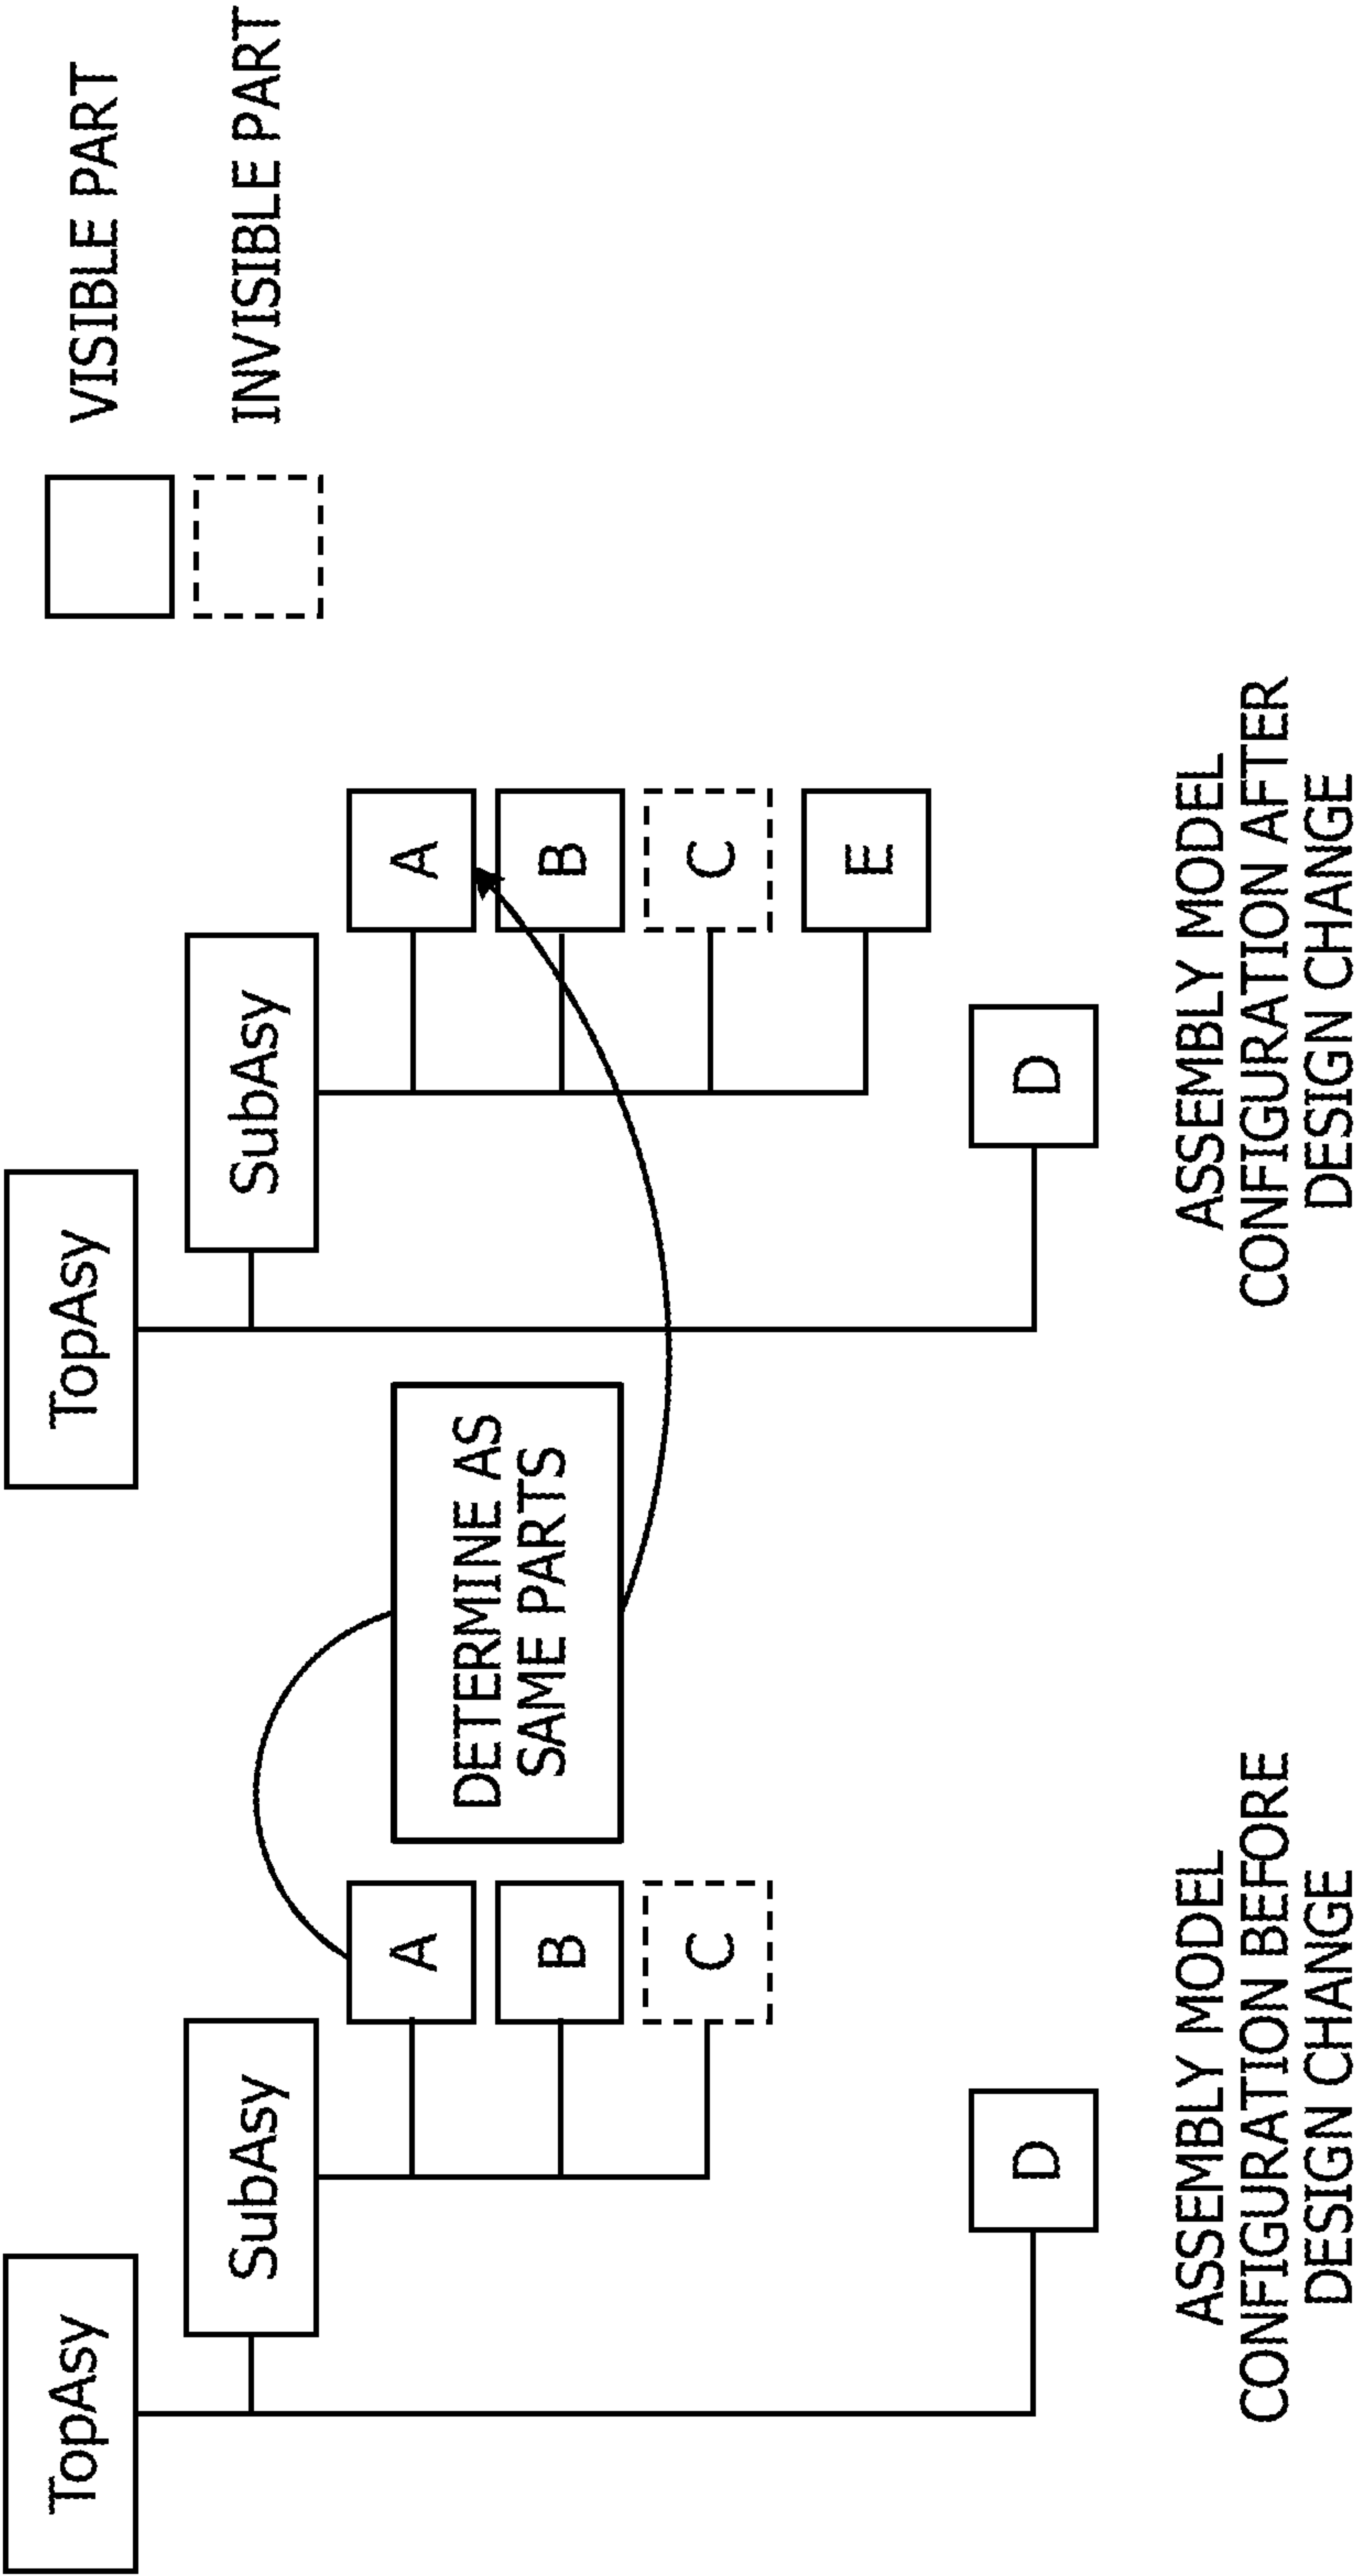 VISIBLE PART
INVISIBLE PART
TopAsy
SubAsy
A
B
C
D
ASSEMBLY MODEL
CONFIGURATION BEFORE
DESIGN CHANGE
DETERMINE AS
SAME PARTS
TopAsy
SubAsy
A
B
C
E
D
ASSEMBLY MODEL
CONFIGURATION AFTER
DESIGN CHANGE